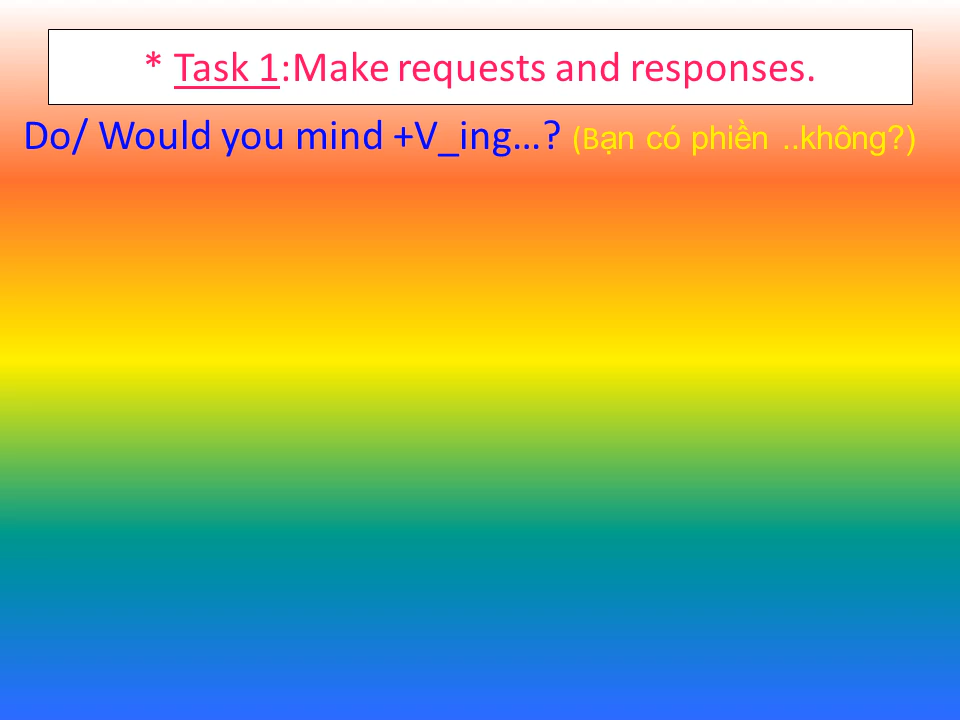 * Task 1:Make requests and responses.
Do/ Would you mind +V_ing…? (Bạn có phiền ..không?)